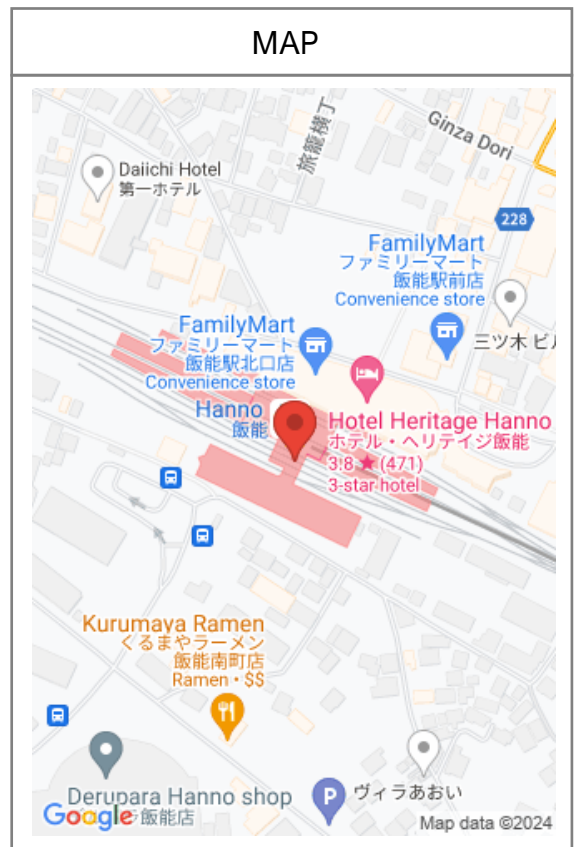 MAP
旅籠横丁
Ginza Dori
Daiichi Hotel
第一ホテル
228
FamilyMart
ファミリーマート
飯能駅前店
Convenience store
三ツ木 ビ
FamilyMart
ファミリーマート
飯能駅北口店
Convenience store
Hanno
飯能
Hotel Heritage Hanno
ホテル・ヘリテイジ飯能
3.8 ★ (471)
3-star hotel
Kurumaya Ramen
くるまやラーメン
飯能南町店
Ramen • $$
Derupara Hanno shop
飯能店
P
ヴィラあおい
Google
Map data ©2024